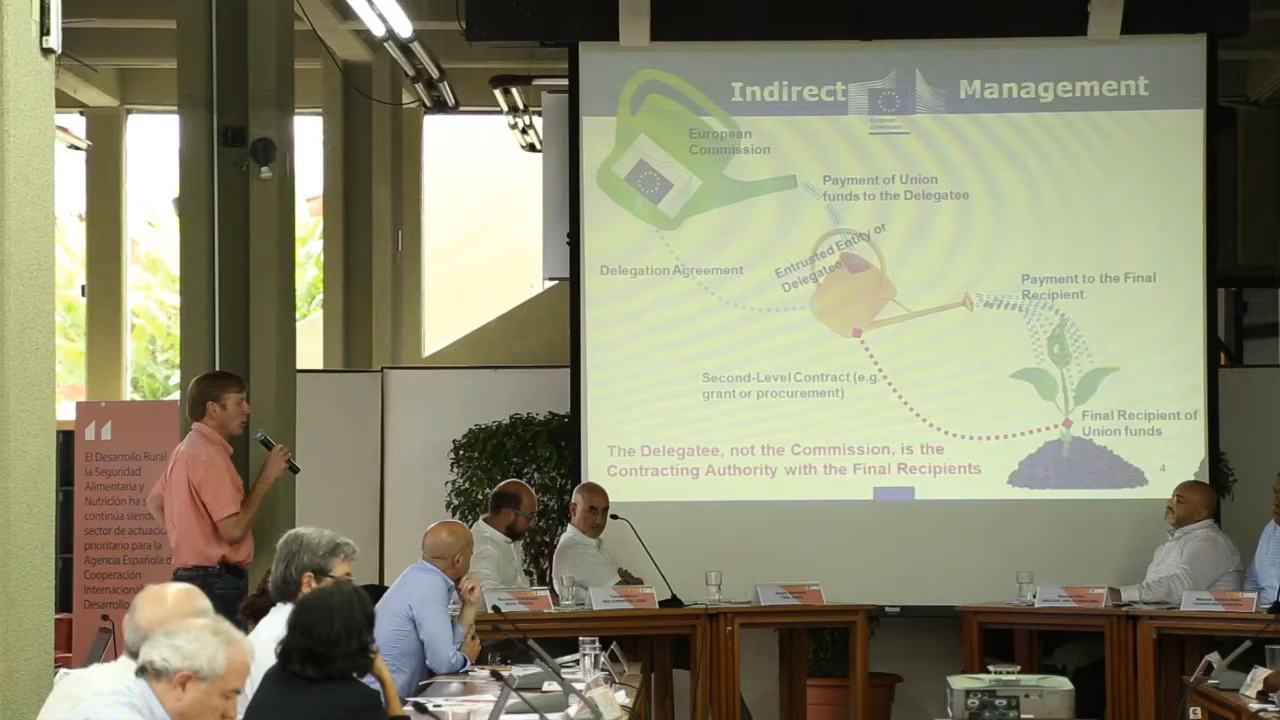 Indirect Management
European
Commission
European
Commission
Payment of Union
funds to the Delegatee
Entrusted Entity or
Delegatee
Delegation Agreement
Payment to the Final
Recipient
Second-Level Contract (e.g.
grant or procurement)
Final Recipient of
Union funds
The Delegatee, not the Commission, is the
Contracting Authority with the Final Recipients
4
El Desarrollo Rural
la Seguridad
Alimentaria y
Nutrición ha s
continúa siend
sector de actuació
prioritario para la
Agencia Española d
Cooperación
Internacional
Desarrollo